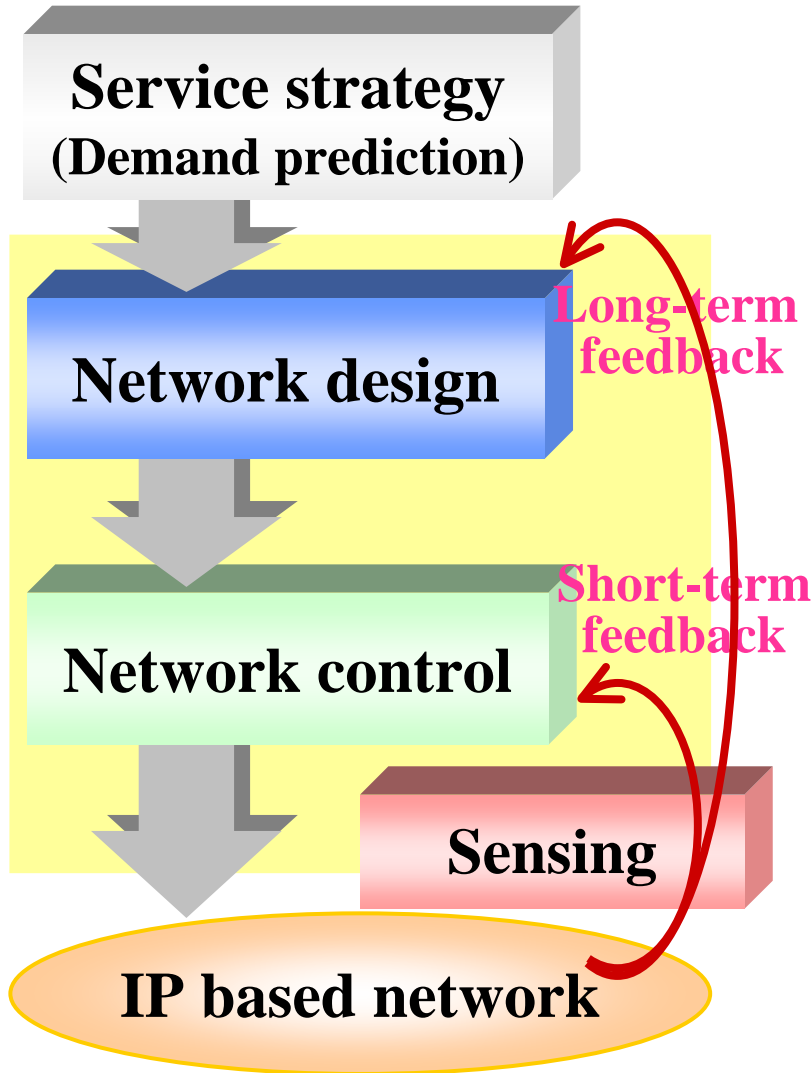 Service strategy
(Demand prediction)
Long-term
feedback
Network design
Short-term
feedback
Network control
Sensing
IP based network